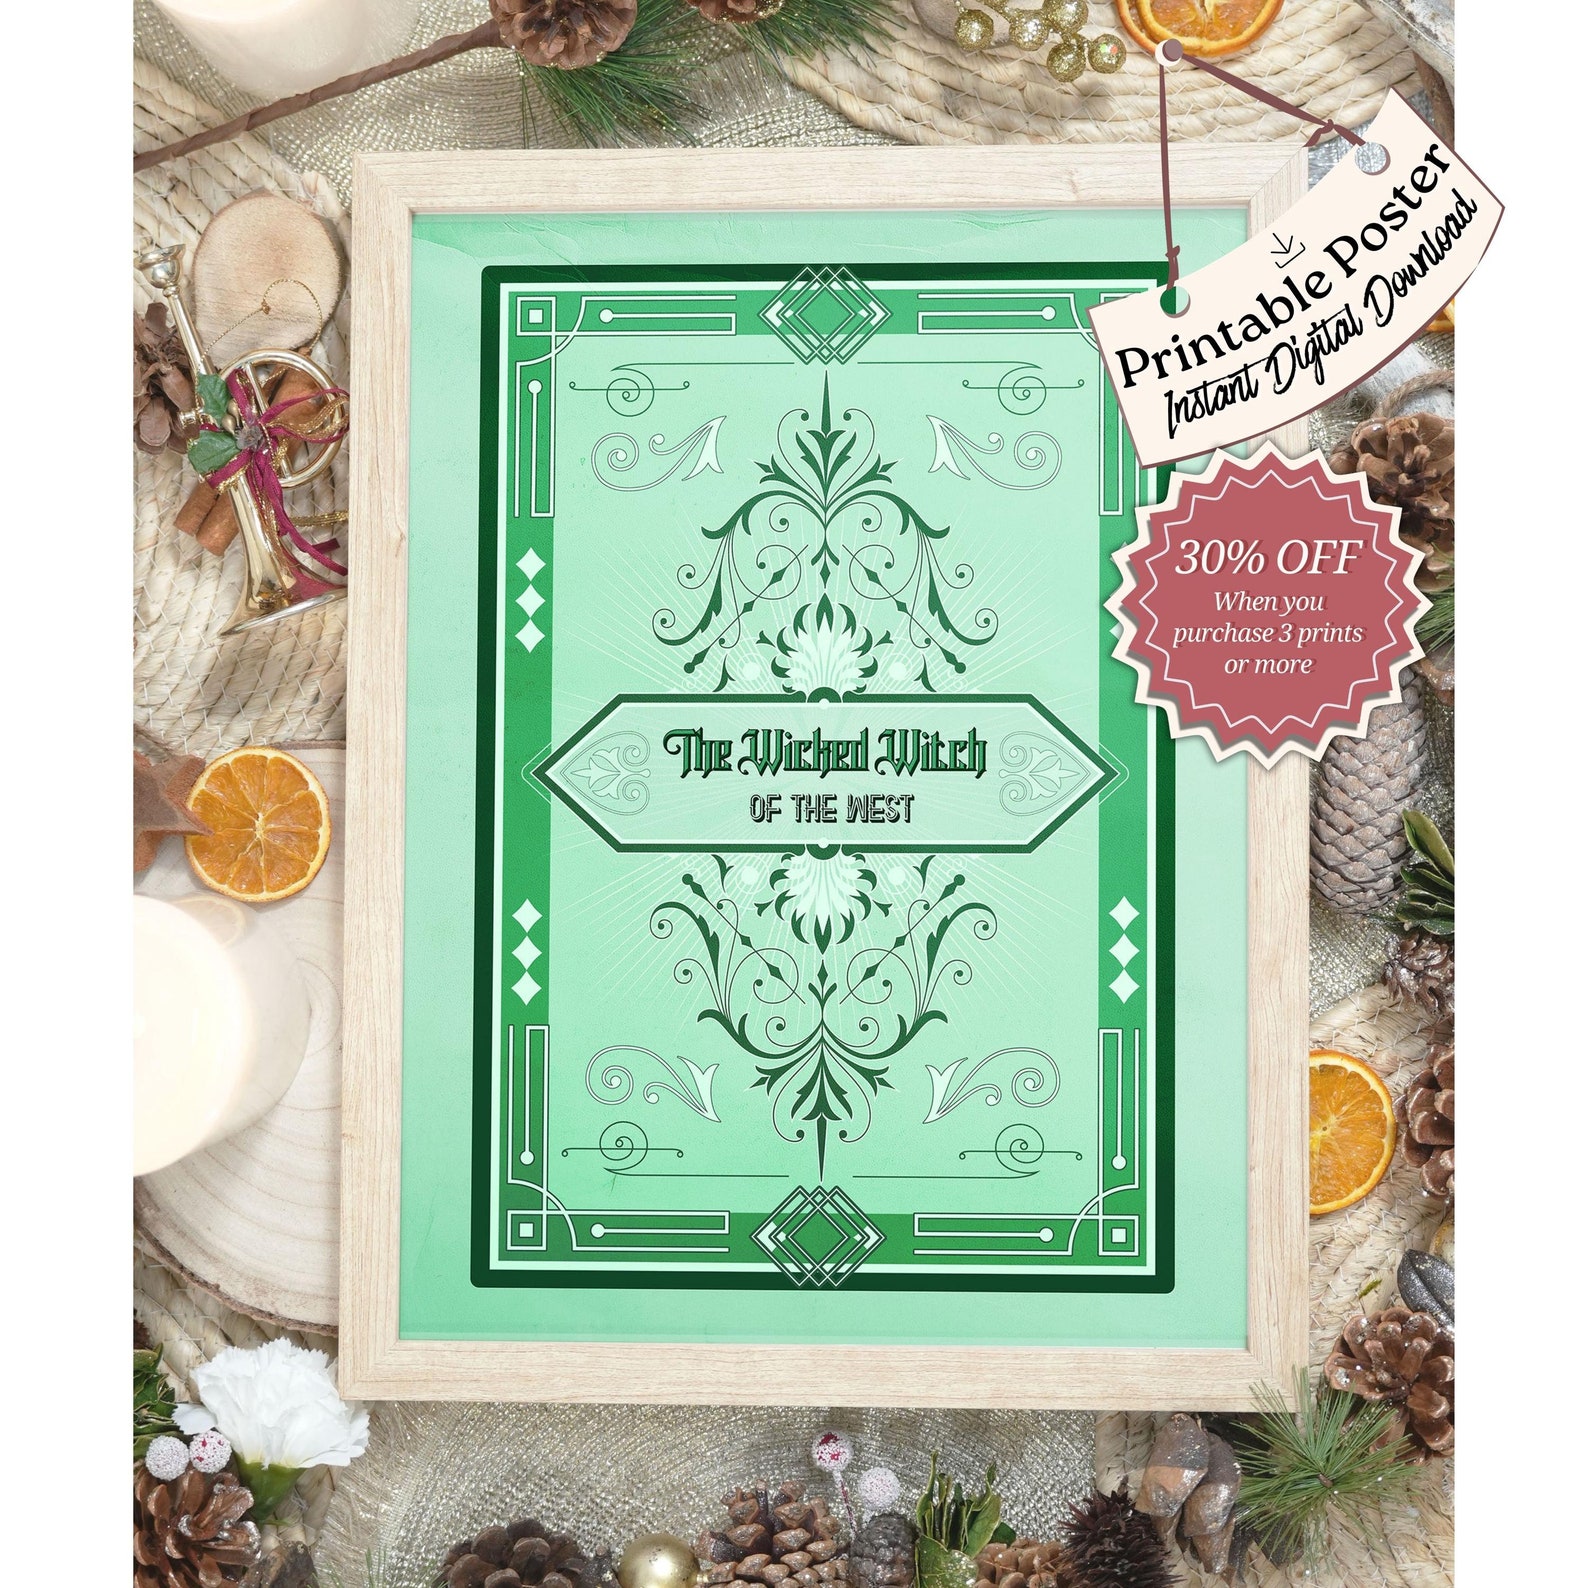 Printable Poster
Instant Digital Download
30% OFF
When you
purchase 3 prints
or more
The Wicked Witch
OF THE WEST